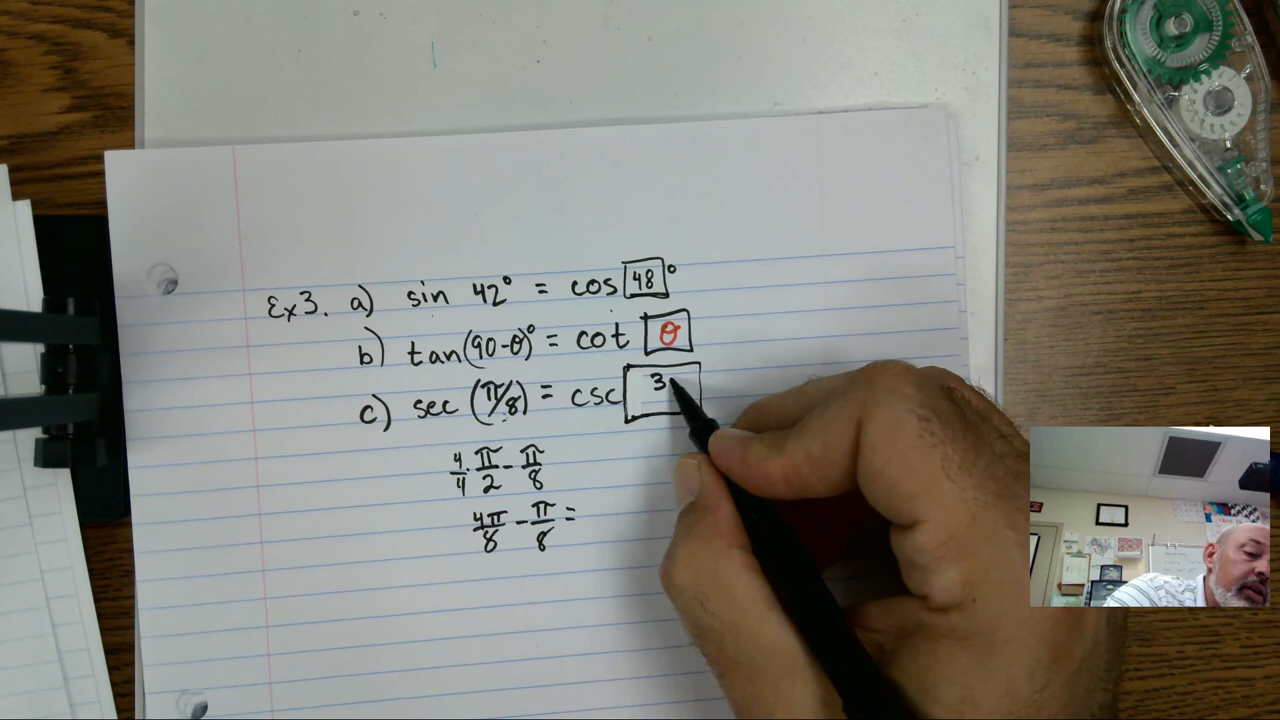 Ex3. a) sin 42° = cos 48°
b) tan(90-θ)° = cot θ
c) sec (π/8) = csc 3
4/4 · π/2 - π/8
4π/8 - π/8 =